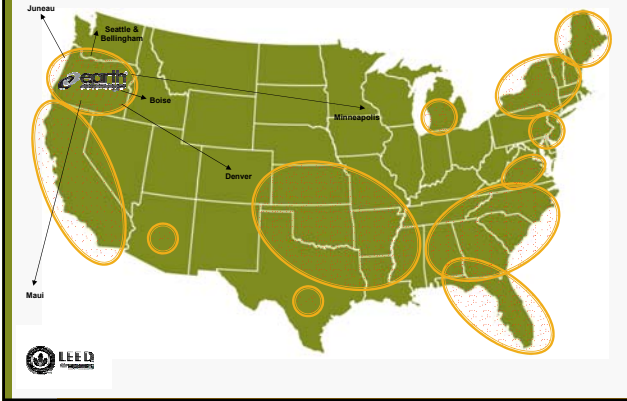 Juneau
Seattle &
Bellingham
earth
Boise
Minneapolis
Denver
Maui
LEED